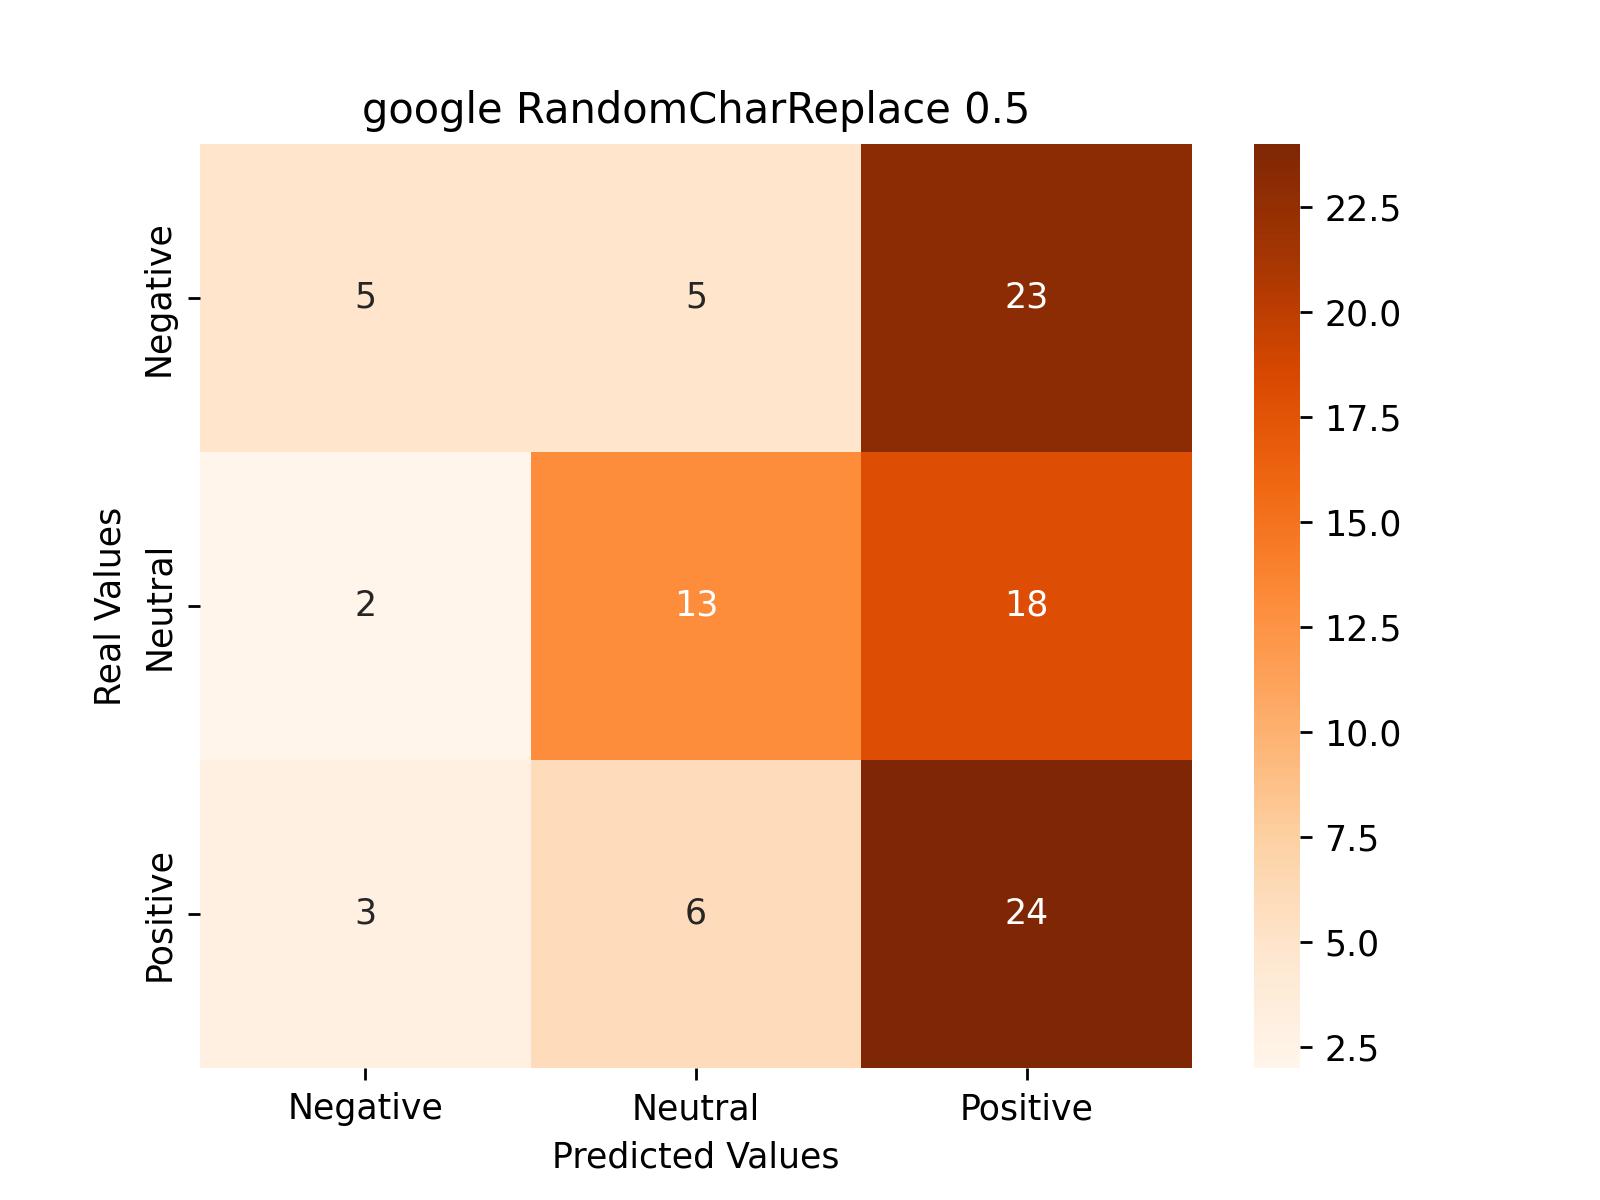 google RandomCharReplace 0.5
Real Values
Negative
5 5 23
Neutral
2 13 18
Positive
3 6 24
Negative Neutral Positive
Predicted Values
22.5
20.0
17.5
15.0
12.5
10.0
7.5
5.0
2.5